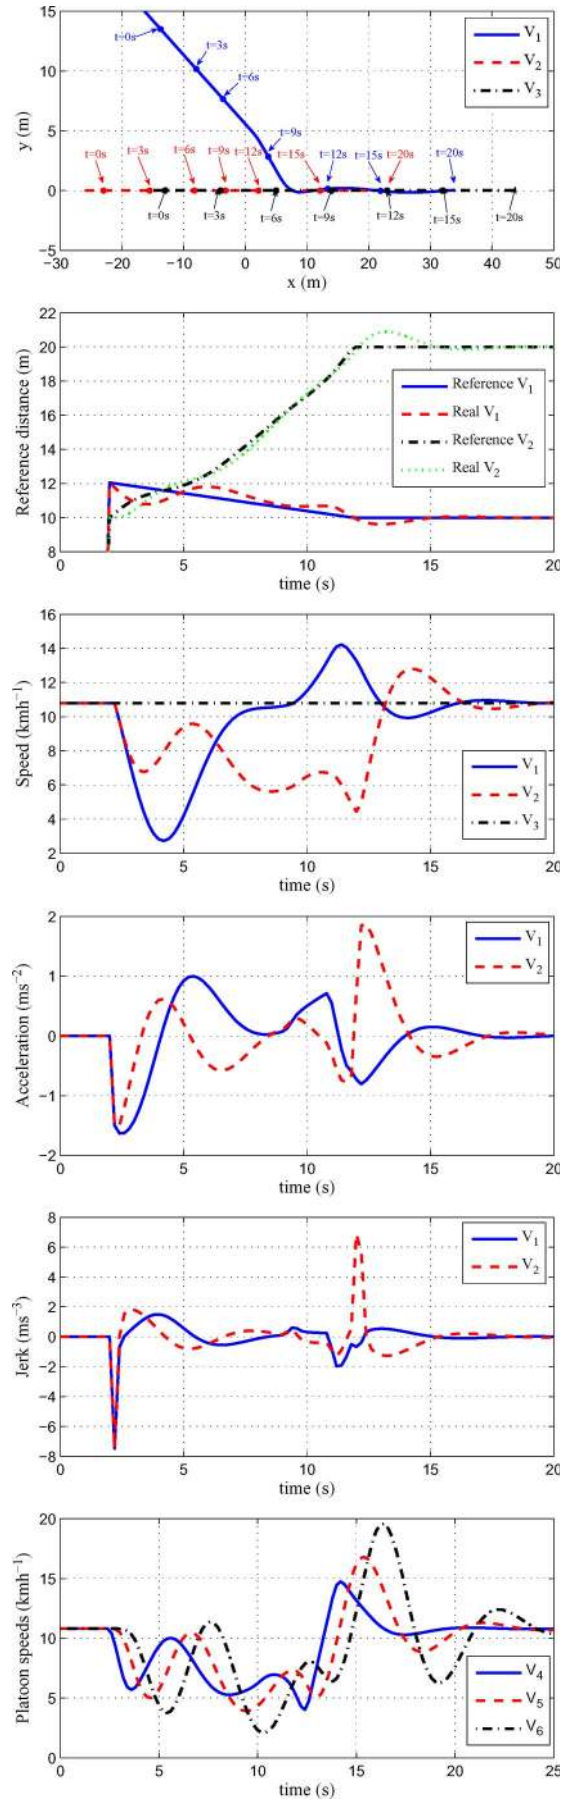 15
10
5
0
−5
y (m)
t=0s
t=3s
t=6s
t=9s
t=0s t=3s t=6s t=9s t=12s t=15s t=12s t=15s t=20s t=20s
t=0s t=3s t=6s t=9s t=12s t=15s t=20s
V1
V2
V3
−30 −20 −10 0 10 20 30 40 50
x (m)
22
20
18
16
14
12
10
8
Reference distance (m)
Reference V1
Real V1
Reference V2
Real V2
0 5 10 15 20
time (s)
16
14
12
10
8
6
4
2
Speed (kmh−1)
V1
V2
V3
0 5 10 15 20
time (s)
2
1
0
−1
−2
Acceleration (ms−2)
V1
V2
0 5 10 15 20
time (s)
8
6
4
2
0
−2
−4
−6
−8
Jerk (ms−3)
V1
V2
0 5 10 15 20
time (s)
20
15
10
5
0
Platoon speeds (kmh−1)
V4
V5
V6
0 5 10 15 20 25
time (s)